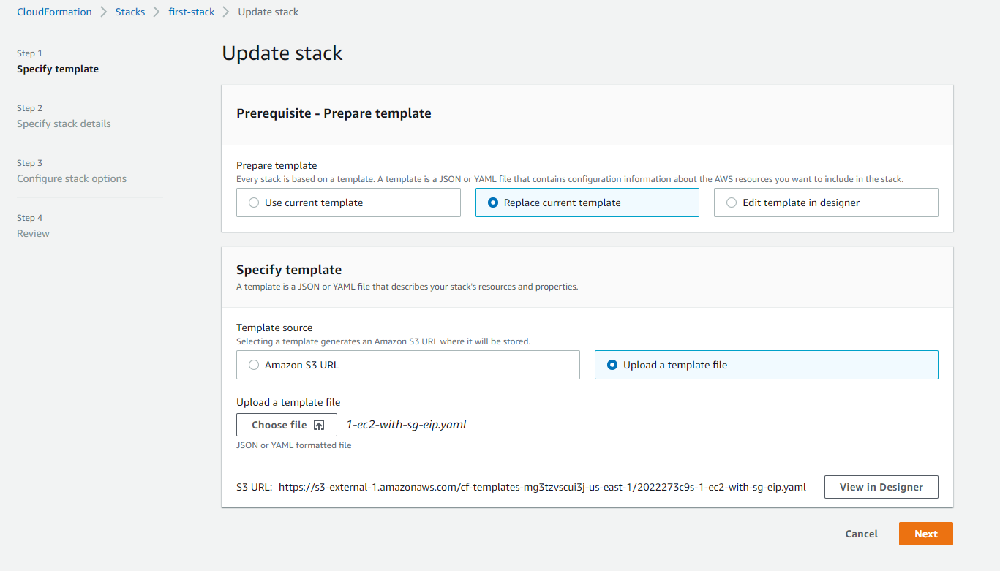 CloudFormation > Stacks > first-stack > Update stack
Step 1
Specify template
Step 2
Specify stack details
Step 3
Configure stack options
Step 4
Review
Update stack
Prerequisite - Prepare template
Prepare template
Every stack is based on a template. A template is a JSON or YAML file that contains configuration information about the AWS resources you want to include in the stack.
Use current template
Replace current template
Edit template in designer
Specify template
A template is a JSON or YAML file that describes your stack's resources and properties.
Template source
Selecting a template generates an Amazon S3 URL where it will be stored.
Amazon S3 URL
Upload a template file
Upload a template file
Choose file 1-ec2-with-sg-eip.yaml
JSON or YAML formatted file
S3 URL: https://s3-external-1.amazonaws.com/cf-templates-mg3tzvscui3j-us-east-1/2022273c9s-1-ec2-with-sg-eip.yaml
View in Designer
Cancel
Next